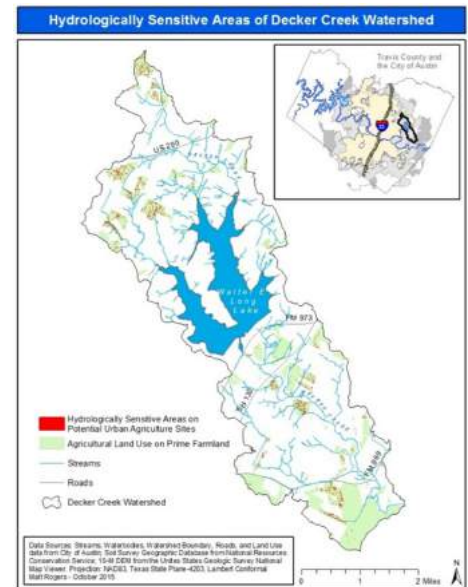 Hydrologically Sensitive Areas of Decker Creek Watershed
Travis County and
the City of Austin
US 290
Walter E
Long
Lake
FM 973
SH 130
FM 969
Hydrologically Sensitive Areas on
Potential Urban Agriculture Sites
Agricultural Land Use on Prime Farmland
Streams
Roads
Decker Creek Watershed
Data Sources: Streams, Waterbodies, Watershed Boundary, Roads, and Land Use
data from City of Austin; Soil Survey Geographic Database from National Resources
Conservation Service; 10-M DEM from the Unites States Geologic Survey National
Map Viewer. Projection: NAD83, Texas State Plane-4203, Lambert Conformal
Matt Rogers - October 2015
N
0
1
2 Miles